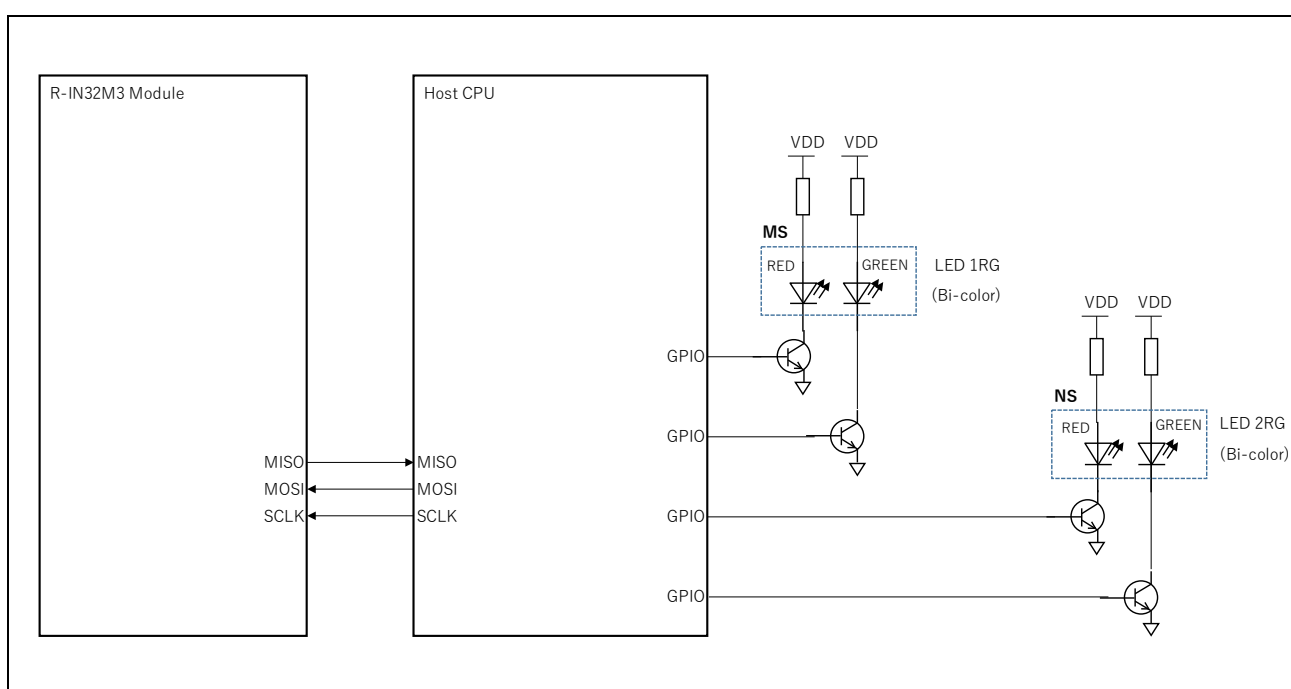 R-IN32M3 Module
Host CPU
VDD VDD
MS
RED GREEN
LED 1RG
(Bi-color)
VDD VDD
GPIO
NS
RED GREEN
LED 2RG
(Bi-color)
GPIO
MISO MISO
MOSI MOSI
SCLK SCLK
GPIO
GPIO